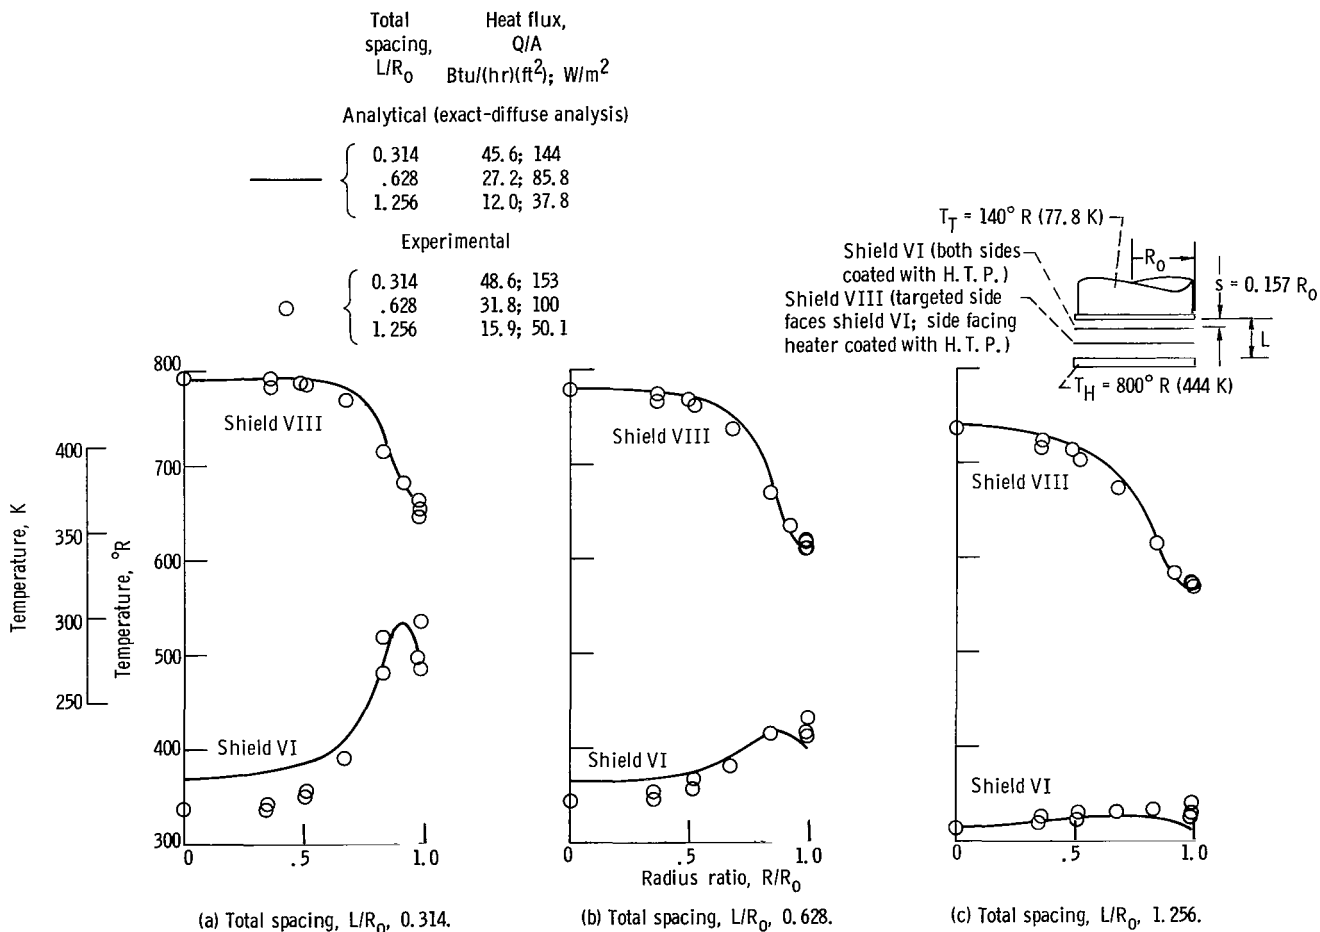 Total spacing, L/R₀
Heat flux, Q/A
Btu/(hr)(ft²); W/m²
Analytical (exact-diffuse analysis)
0.314 45.6; 144
.628 27.2; 85.8
1.256 12.0; 37.8
Experimental
0.314 48.6; 153
.628 31.8; 100
1.256 15.9; 50.1
T_T = 140° R (77.8 K)
Shield VI (both sides
coated with H. T. P.)
Shield VIII (targeted side
faces shield VI; side facing
heater coated with H. T. P.)
R₀
s = 0.157 R₀
L
T_H = 800° R (444 K)
Temperature, K
400
350
300
250
Temperature, °R
800
700
600
500
400
300
Shield VIII
Shield VI
0 .5 1.0
Shield VIII
Shield VI
0 .5 1.0
Shield VIII
Shield VI
0 .5 1.0
Radius ratio, R/R₀
(a) Total spacing, L/R₀, 0.314.
(b) Total spacing, L/R₀, 0.628.
(c) Total spacing, L/R₀, 1.256.